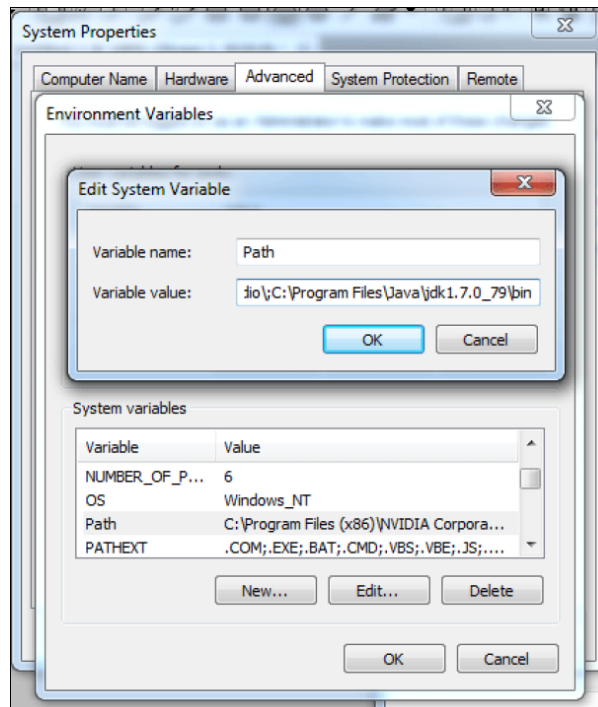 System Properties
Computer Name Hardware Advanced System Protection Remote
Environment Variables
Edit System Variable
Variable name: Path
Variable value: dio\;C:\Program Files\Java\jdk1.7.0_79\bin
OK Cancel
System variables
Variable Value
NUMBER_OF_P... 6
OS Windows_NT
Path C:\Program Files (x86)\NVIDIA Corpora...
PATHEXT .COM;.EXE;.BAT;.CMD;.VBS;.VBE;.JS;....
New... Edit... Delete
OK Cancel